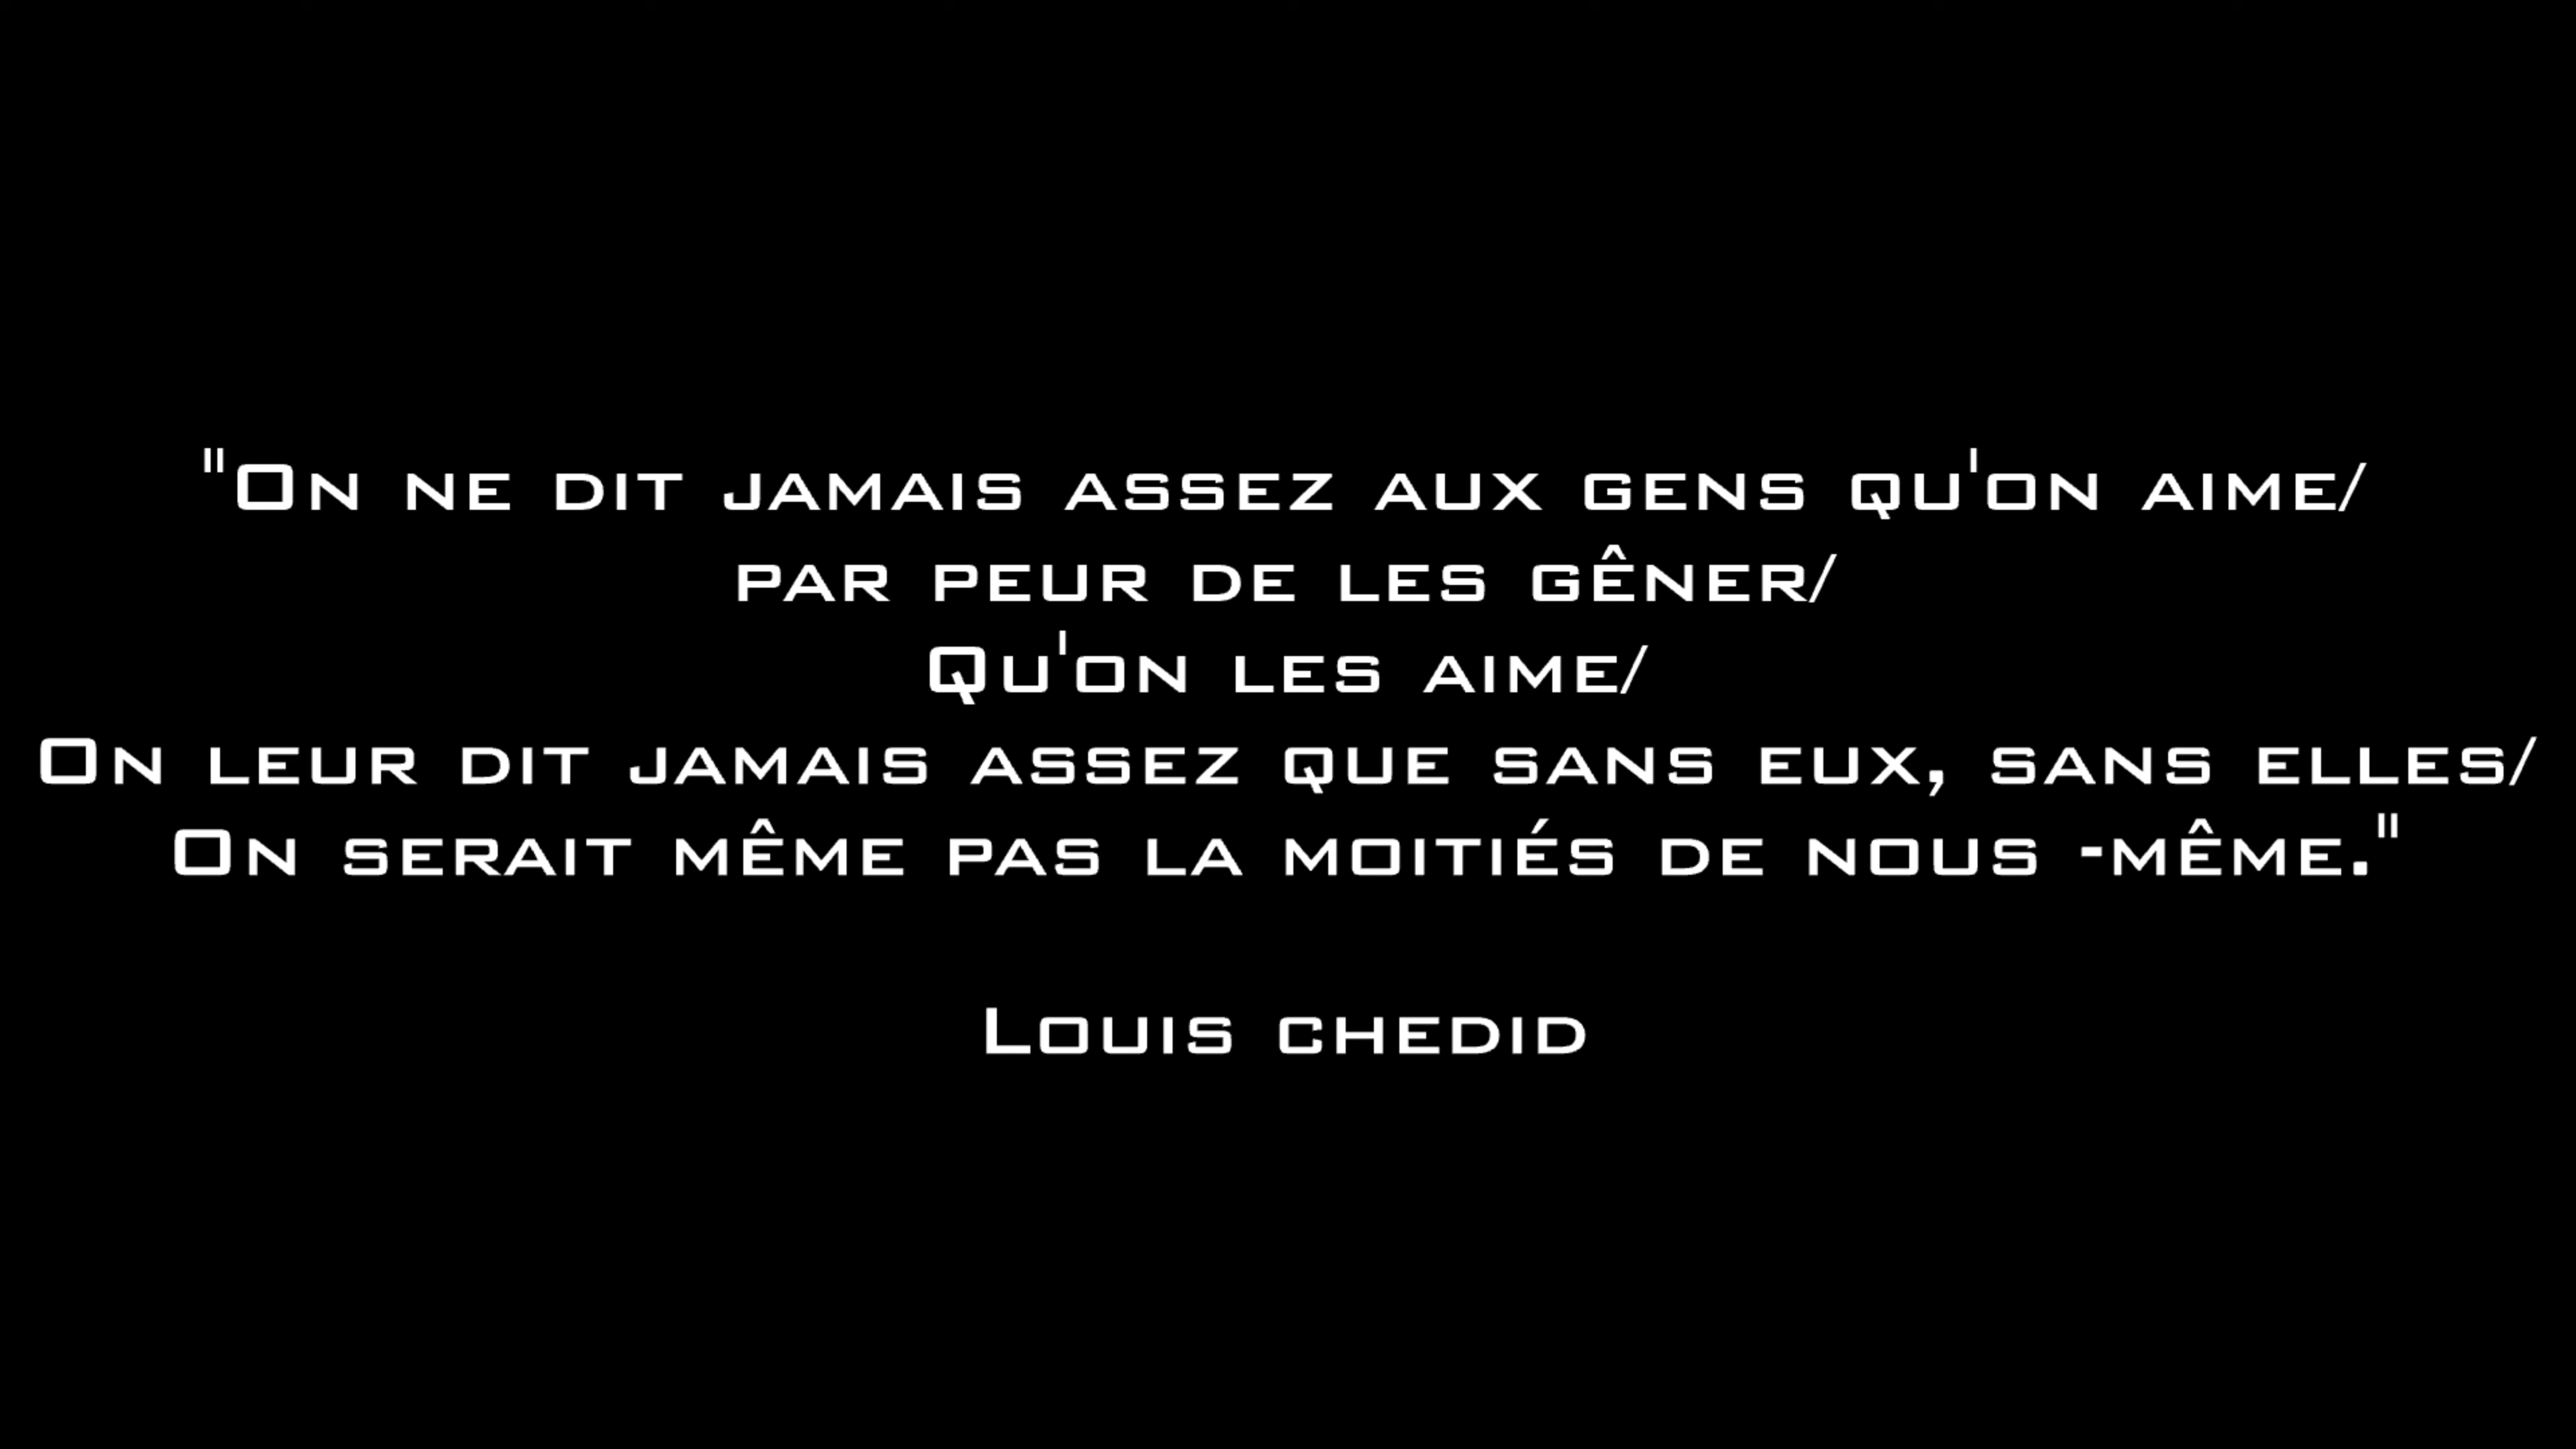 "On ne dit jamais assez aux gens qu'on aime/
par peur de les gêner/
Qu'on les aime/
On leur dit jamais assez que sans eux, sans elles/
On serait même pas la moitiés de nous -même."
Louis chedid